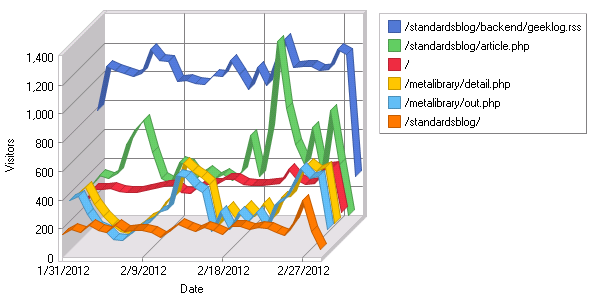 1,400
1,200
1,000
800
600
400
200
0
Visitors
1/31/2012 2/9/2012 2/18/2012 2/27/2012
Date
/standardsblog/backend/geeklog.rss
/standardsblog/article.php
/
/metalibrary/detail.php
/metalibrary/out.php
/standardsblog/